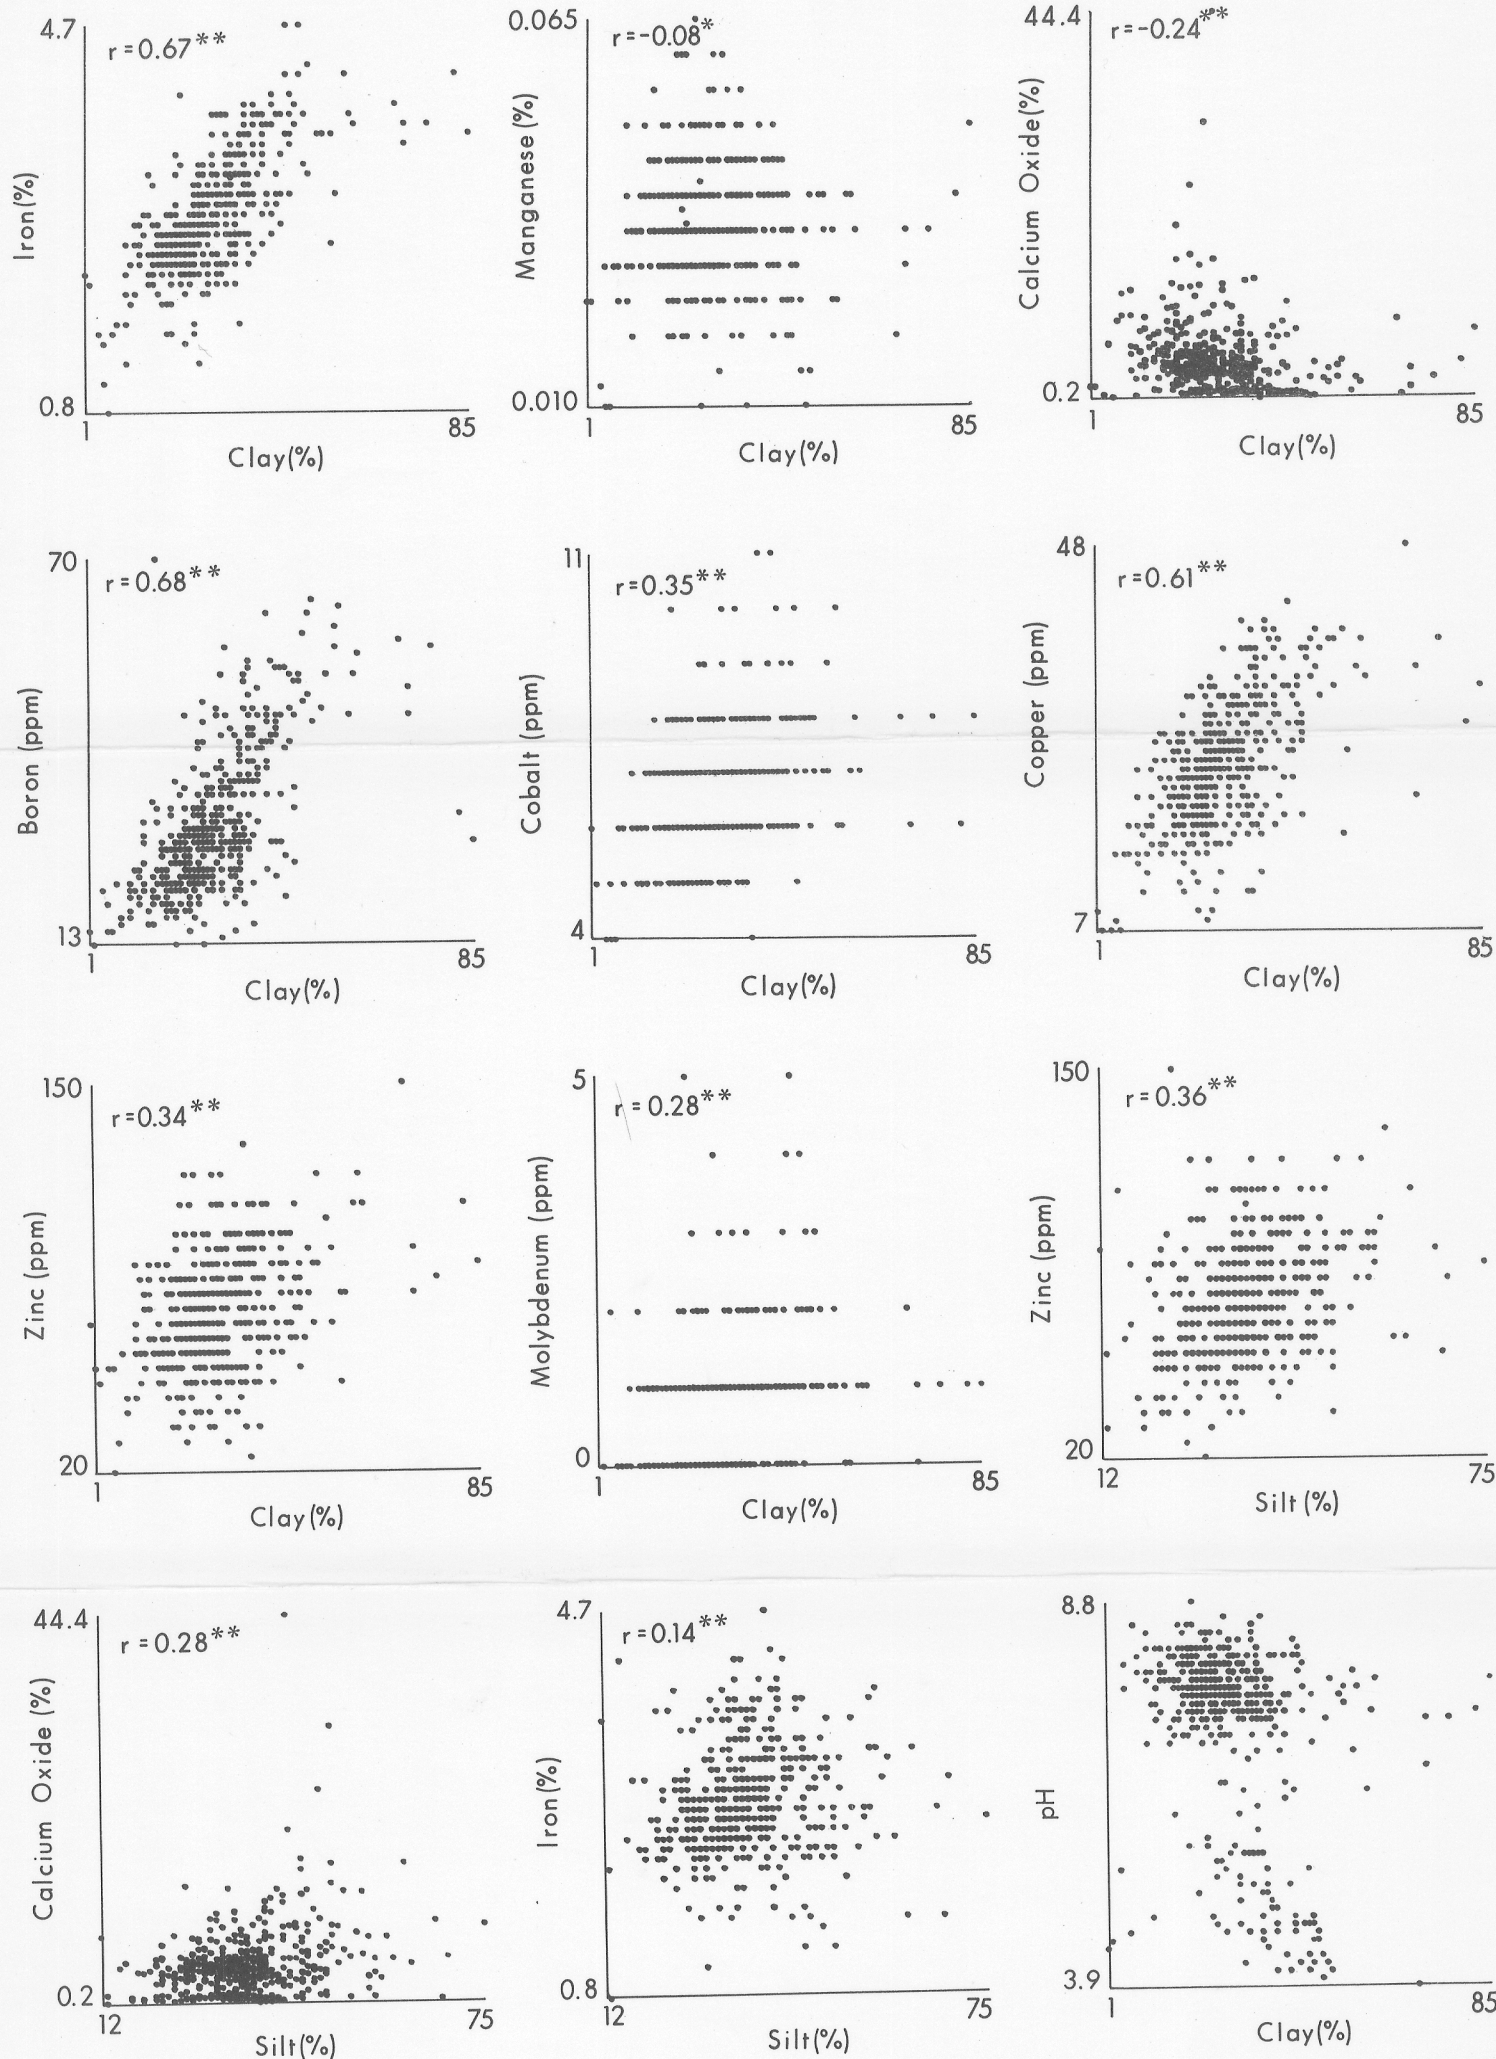 4.7
r=0.67**
Iron(%)
0.8
1
85
Clay(%)
0.065
r=-0.08*
Manganese (%)
0.010
1
85
Clay(%)
44.4
r=-0.24**
Calcium Oxide(%)
0.2
1
85
Clay(%)
70
r=0.68**
Boron (ppm)
13
1
85
Clay(%)
11
r=0.35**
Cobalt (ppm)
4
1
85
Clay(%)
48
r=0.61**
Copper (ppm)
7
1
85
Clay(%)
150
r=0.34**
Zinc (ppm)
20
1
85
Clay(%)
5
r=0.28**
Molybdenum (ppm)
0
1
85
Clay(%)
150
r=0.36**
Zinc (ppm)
20
12
75
Silt(%)
44.4
r=0.28**
Calcium Oxide (%)
0.2
12
75
Silt(%)
4.7
r=0.14**
Iron(%)
0.8
12
75
Silt(%)
8.8
pH
3.9
1
85
Clay(%)